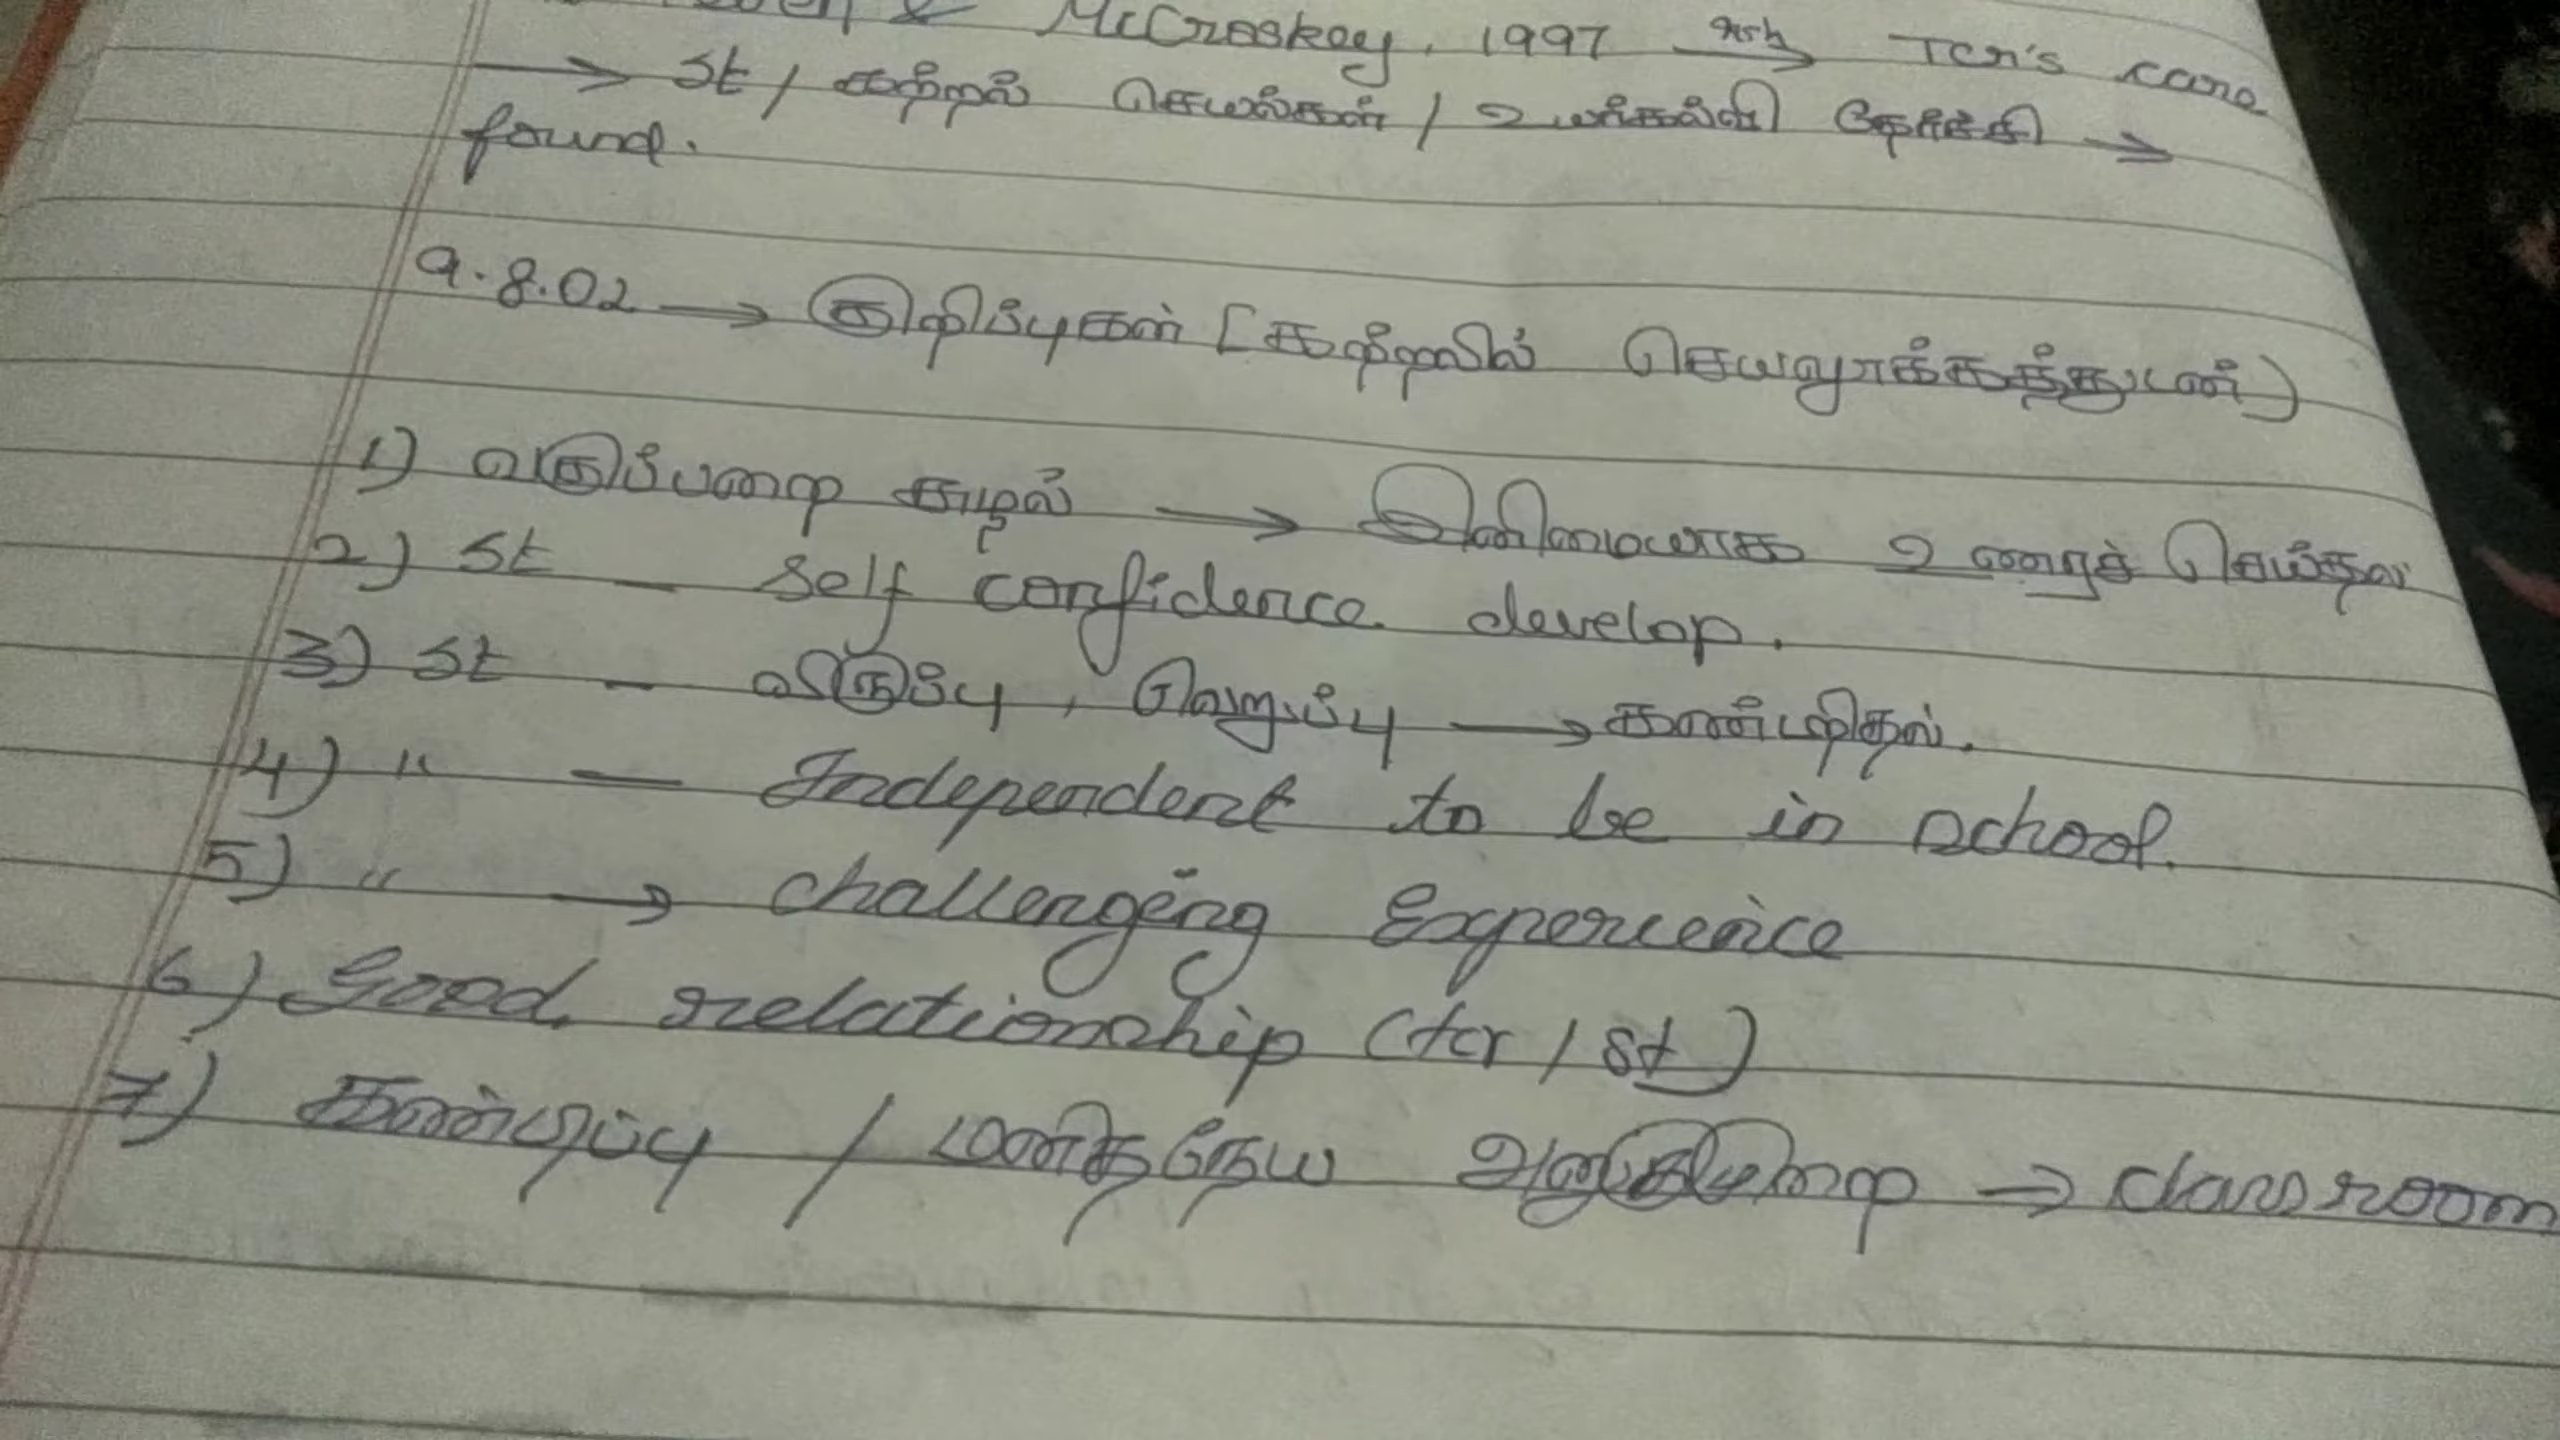 & McCroskey, 1997 → Tcr's care
→ st / கற்றல் செயல்கள் / உயர்கல்வி தேர்ச்சி →
found.
9.8.02 → குறிப்புகள் [கற்றலில் செயலூக்கத்துடன்)
1) வகுப்பறை சூழல் → இனிமையாக உணரச் செய்தல்
2) st – Self confidence develop.
3) st – விருப்பு, வெறுப்பு → கண்டறிதல்.
4) " – Independent to be in school.
5) " → challenging Experience
6) Good relationship (tcr / st)
7) கண்டிப்பு / மனிதநேய அணுகுமுறை → classroom